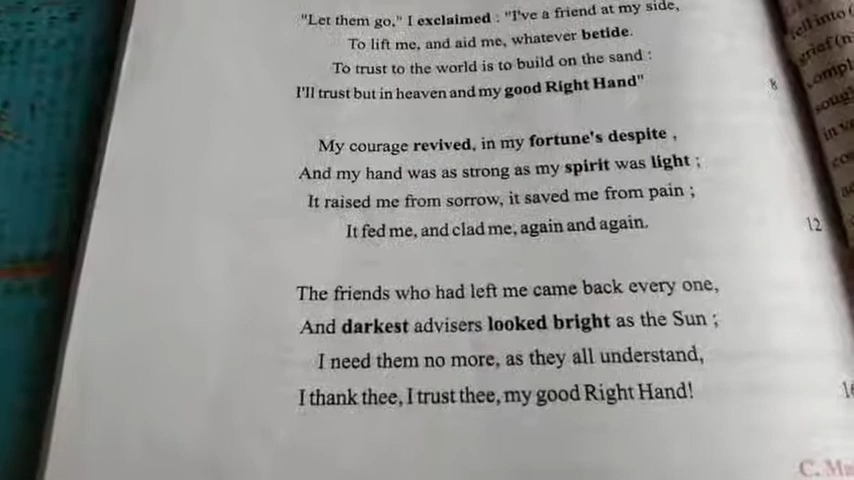 "Let them go," I exclaimed : "I've a friend at my side,
To lift me, and aid me, whatever betide.
To trust to the world is to build on the sand :
I'll trust but in heaven and my good Right Hand"
8
My courage revived, in my fortune's despite ,
And my hand was as strong as my spirit was light ;
It raised me from sorrow, it saved me from pain ;
It fed me, and clad me, again and again.
12
The friends who had left me came back every one,
And darkest advisers looked bright as the Sun ;
I need them no more, as they all understand,
I thank thee, I trust thee, my good Right Hand!
C.
fell into
grief
in